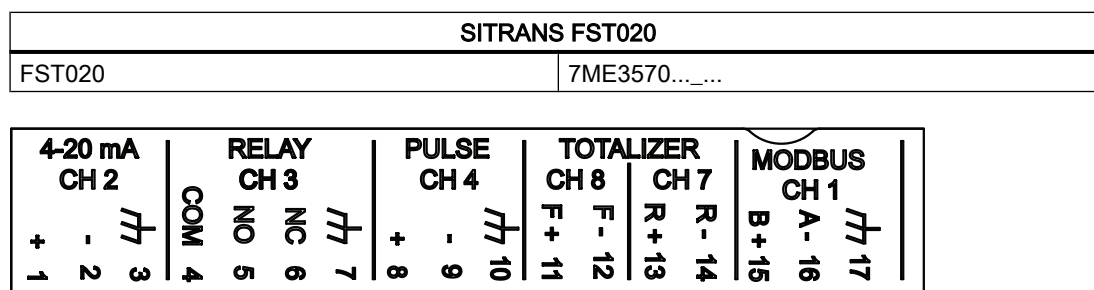 SITRANS FST020
FST020 7ME3570..._...
4-20 mA RELAY PULSE TOTALIZER MODBUS
CH 2 CH 3 CH 4 CH 8 CH 7 CH 1
+ - COM NO NC + - F+ F- R+ R- B+ A-
1 2 3 4 5 6 7 8 9 10 11 12 13 14 15 16 17